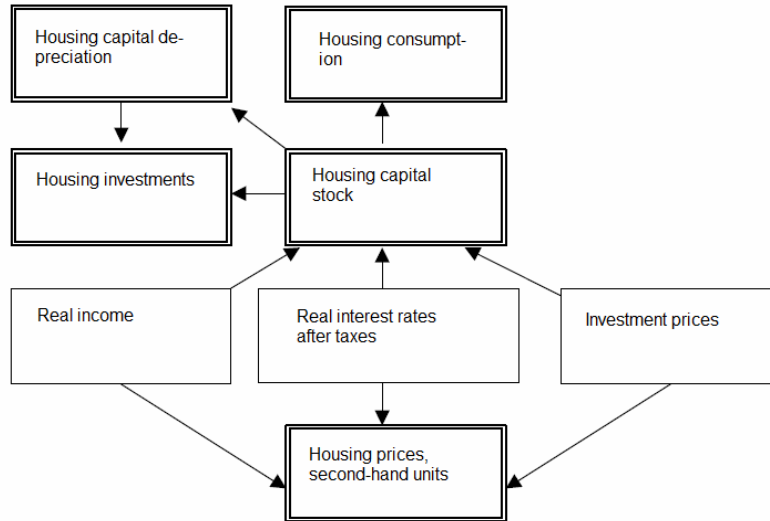 Housing capital de-
preciation
Housing consumpt-
ion
Housing investments
Housing capital
stock
Real income
Real interest rates
after taxes
Investment prices
Housing prices,
second-hand units